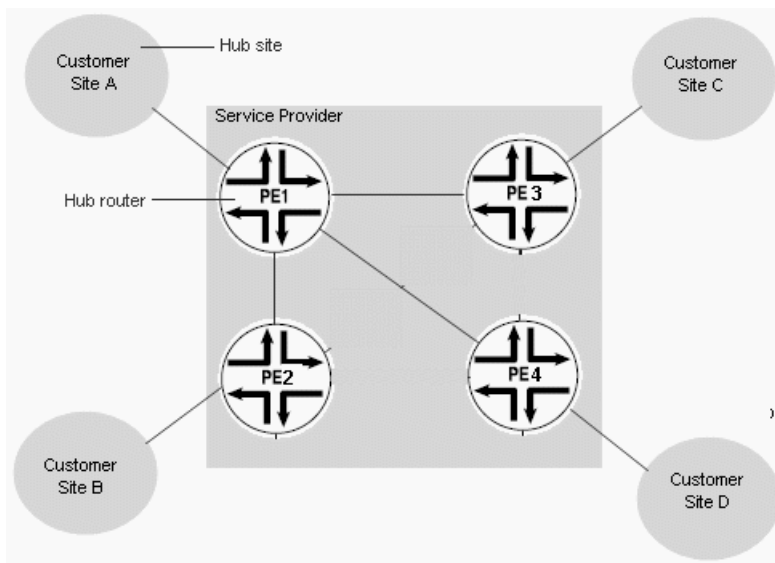 Hub site
Customer
Site A
Customer
Site C
Service Provider
PE1
PE 3
Hub router
PE2
PE4
Customer
Site B
Customer
Site D